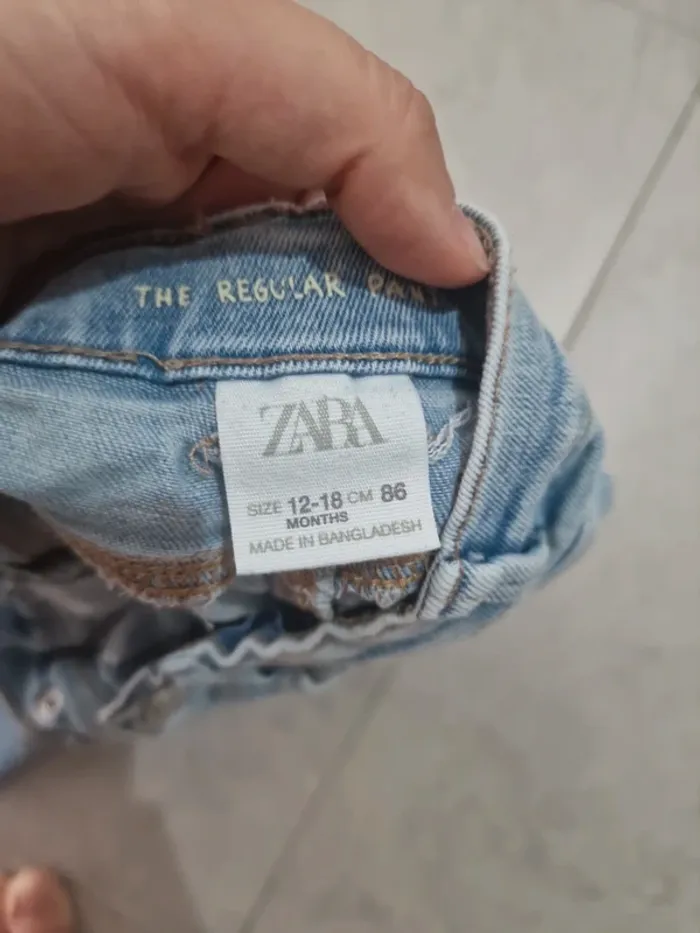 THE REGULAR
ZARA
SIZE 12-18 CM 86
MONTHS
MADE IN BANGLADESH